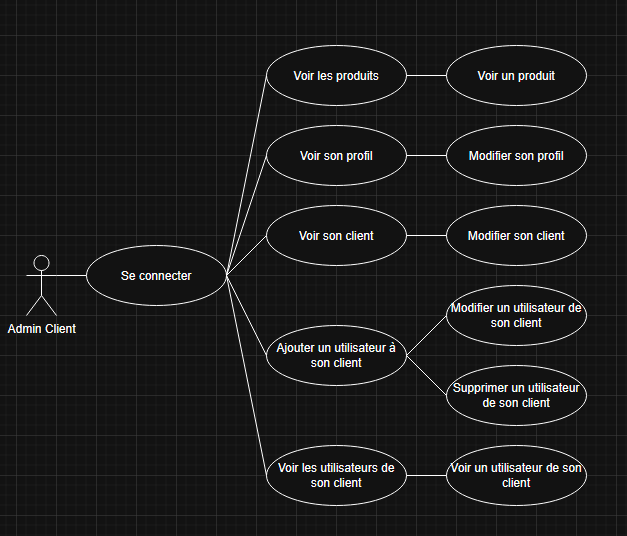 Voir les produits
Voir un produit
Voir son profil
Modifier son profil
Voir son client
Modifier son client
Se connecter
Admin Client
Ajouter un utilisateur à
son client
Modifier un utilisateur de
son client
Supprimer un utilisateur
de son client
Voir les utilisateurs de
son client
Voir un utilisateur de son
client